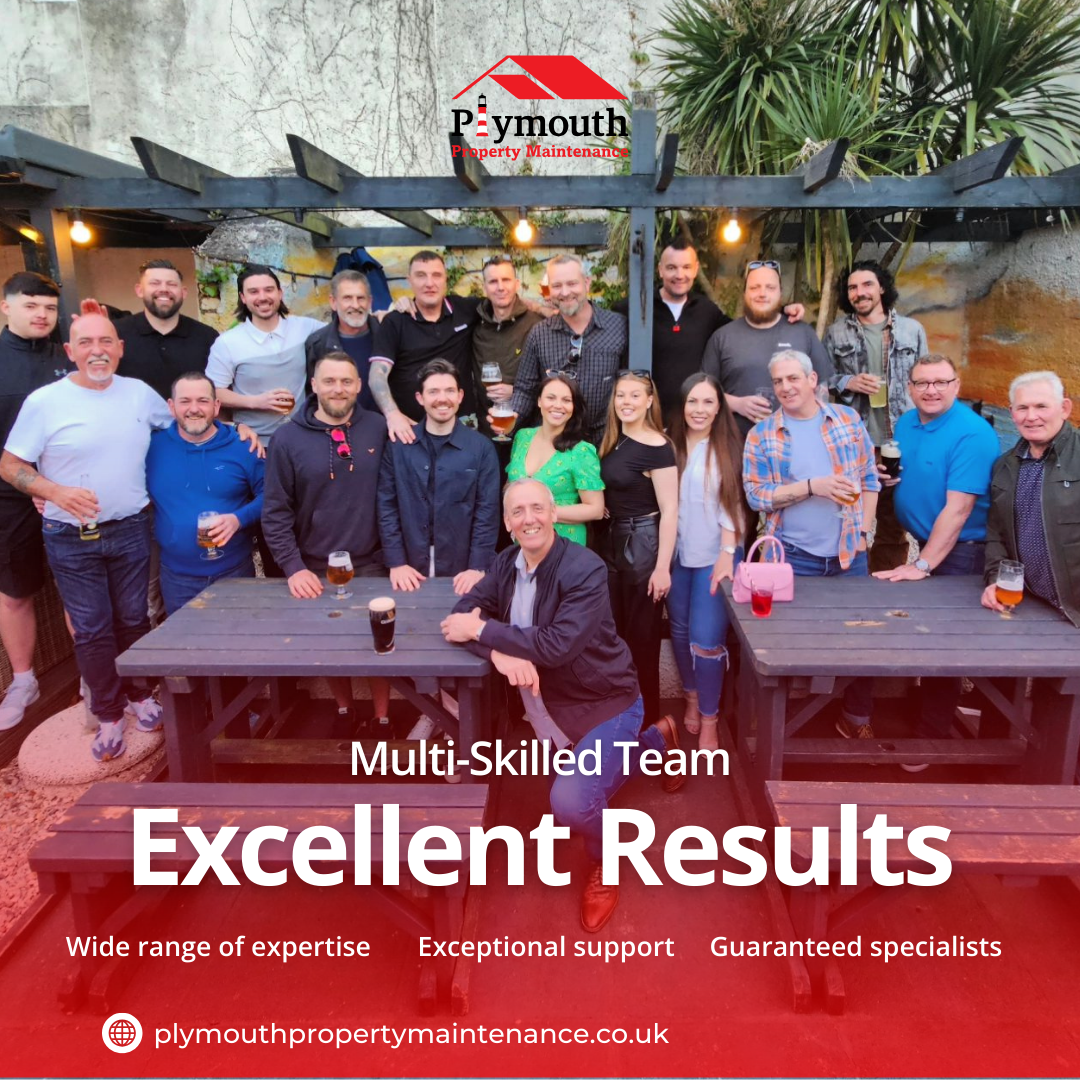 Plymouth
Property Maintenance
Multi-Skilled Team
Excellent Results
Wide range of expertise
Exceptional support
Guaranteed specialists
plymouthpropertymaintenance.co.uk